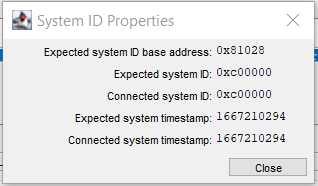 System ID Properties
Expected system ID base address: 0x81028
Expected system ID: 0xc00000
Connected system ID: 0xc00000
Expected system timestamp: 1667210294
Connected system timestamp: 1667210294
Close